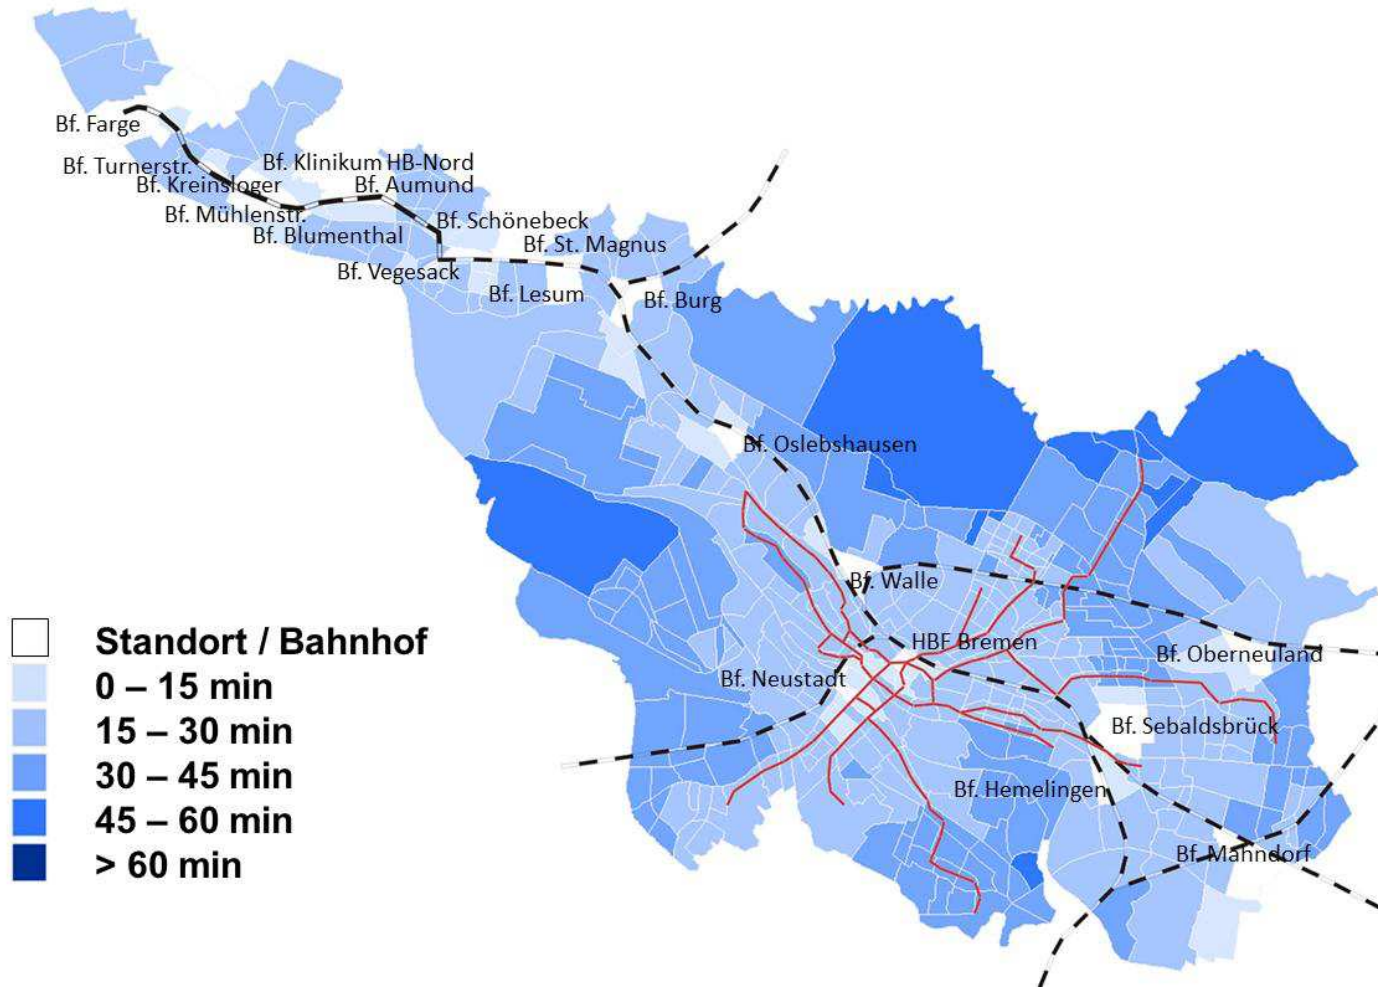 Bf. Farge
Bf. Turnerstr.
Bf. Klinikum HB-Nord
Bf. Kreinsloger
Bf. Aumund
Bf. Mühlenstr.
Bf. Schönebeck
Bf. Blumenthal
Bf. St. Magnus
Bf. Vegesack
Bf. Lesum
Bf. Burg
Bf. Oslebshausen
Bf. Walle
HBF Bremen
Bf. Oberneuland
Bf. Neustadt
Bf. Sebaldsbrück
Bf. Hemelingen
Bf. Mahndorf
Standort / Bahnhof
0 – 15 min
15 – 30 min
30 – 45 min
45 – 60 min
> 60 min